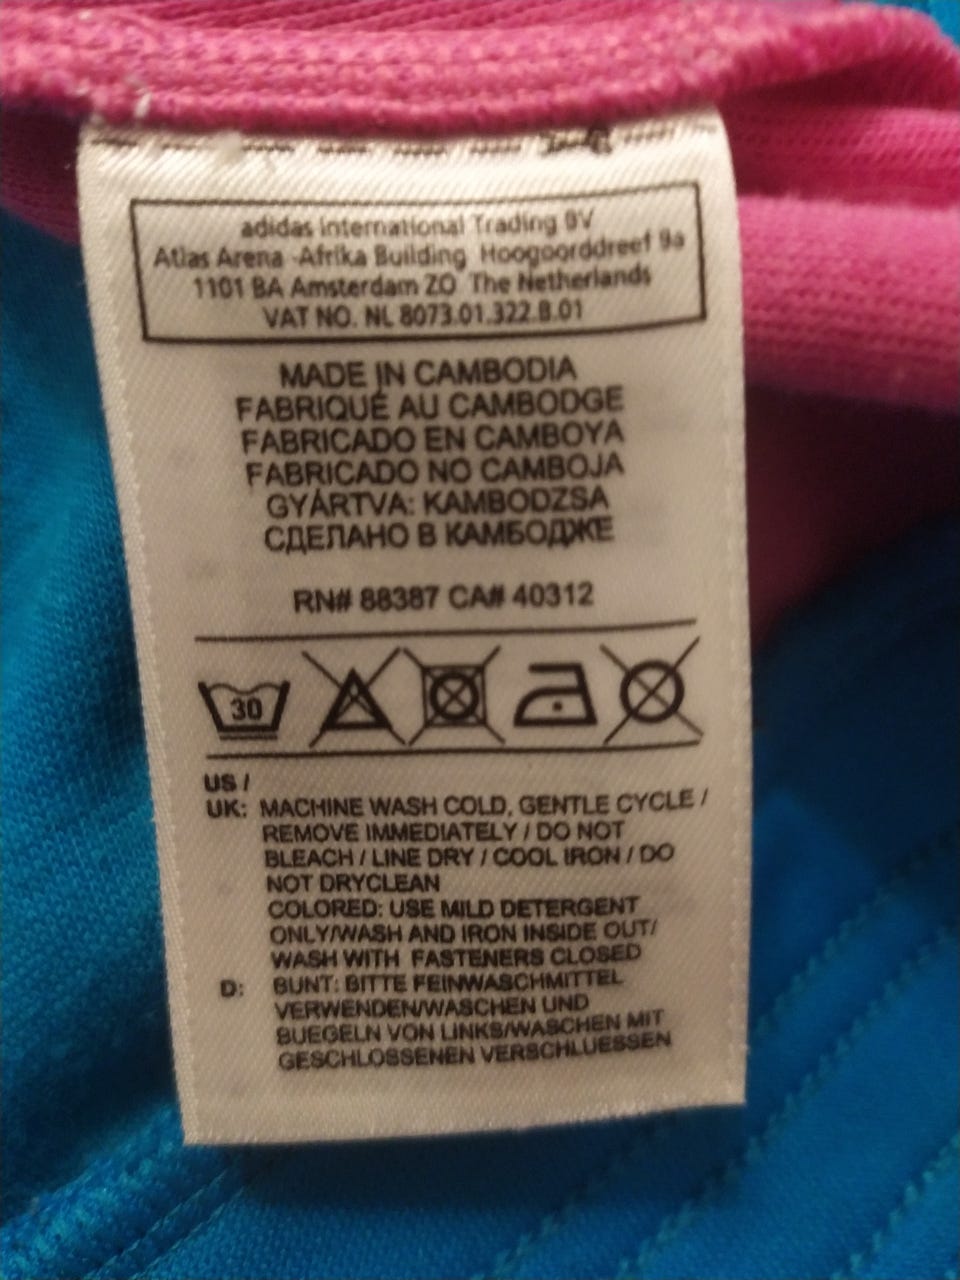 adidas International Trading BV
Atlas Arena -Afrika Building Hoogoorddreef 9a
1101 BA Amsterdam ZO The Netherlands
VAT NO. NL 8073.01.322.B.01
MADE IN CAMBODIA
FABRIQUÉ AU CAMBODGE
FABRICADO EN CAMBOYA
FABRICADO NO CAMBOJA
GYÁRTVA: KAMBODZSA
СДЕЛАНО В КАМБОДЖЕ
RN# 88387 CA# 40312
30
US /
UK: MACHINE WASH COLD, GENTLE CYCLE /
REMOVE IMMEDIATELY / DO NOT
BLEACH / LINE DRY / COOL IRON / DO
NOT DRYCLEAN
COLORED: USE MILD DETERGENT
ONLY/WASH AND IRON INSIDE OUT/
WASH WITH FASTENERS CLOSED
D: BUNT: BITTE FEINWASCHMITTEL
VERWENDEN/WASCHEN UND
BUEGELN VON LINKS/WASCHEN MIT
GESCHLOSSENEN VERSCHLUESSEN